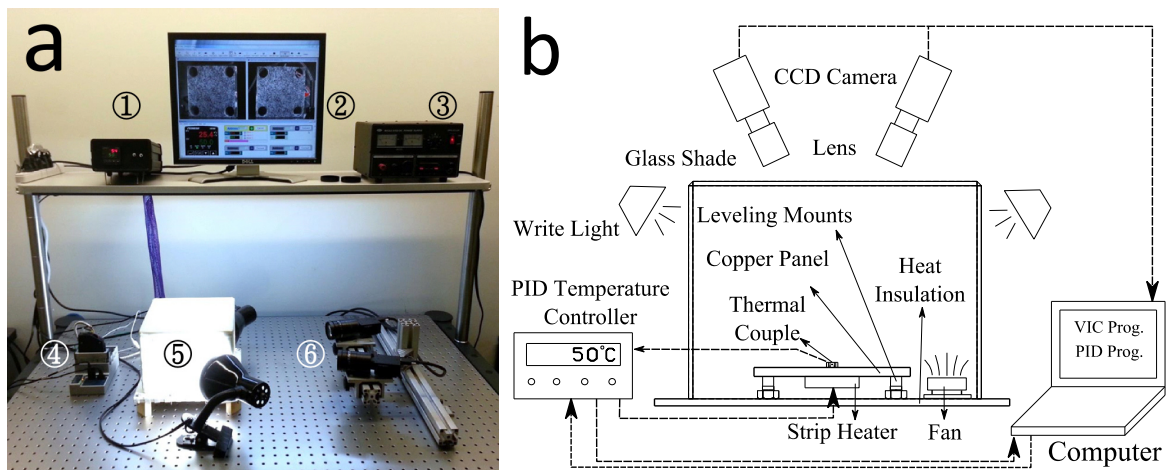 a
①
②
③
④
⑤
⑥
DELL
b
CCD Camera
Lens
Glass Shade
Write Light
Leveling Mounts
Copper Panel
Heat
Insulation
PID Temperature
Controller
Thermal
Couple
50°C
VIC Prog.
PID Prog.
Strip Heater
Fan
Computer